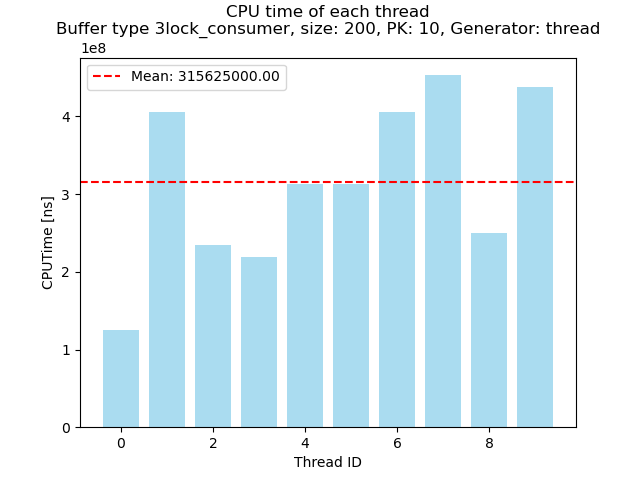 CPU time of each thread
Buffer type 3lock_consumer, size: 200, PK: 10, Generator: thread
1e8
Mean: 315625000.00
4
3
2
1
0
CPUTime [ns]
0 2 4 6 8
Thread ID